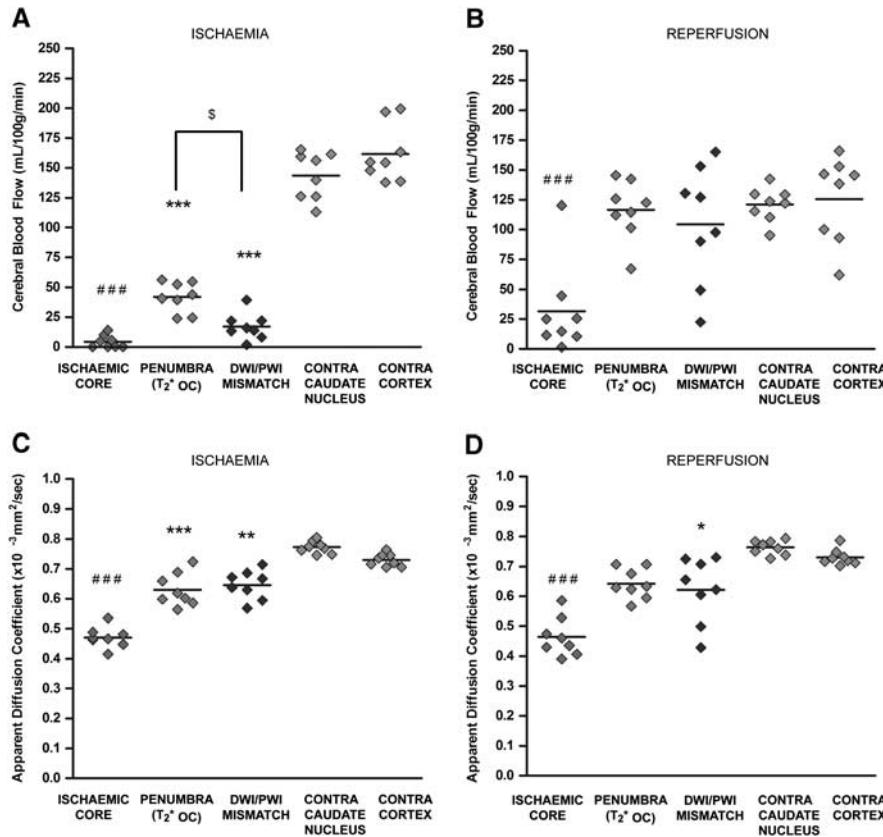 A
ISCHAEMIA
Cerebral Blood Flow (mL/100g/min)
250
225
200
175
150
125
100
75
50
25
0
$
***
***
###
ISCHAEMIC
CORE
PENUMBRA
(T2* OC)
DWI/PWI
MISMATCH
CONTRA
CAUDATE
NUCLEUS
CONTRA
CORTEX
B
REPERFUSION
Cerebral Blood Flow (mL/100g/min)
250
225
200
175
150
125
100
75
50
25
0
###
ISCHAEMIC
CORE
PENUMBRA
(T2* OC)
DWI/PWI
MISMATCH
CONTRA
CAUDATE
NUCLEUS
CONTRA
CORTEX
C
ISCHAEMIA
Apparent Diffusion Coefficient (x10 -3mm2/sec)
1.0
0.9
0.8
0.7
0.6
0.5
0.4
0.3
0.2
0.1
0.0
###
***
**
ISCHAEMIC
CORE
PENUMBRA
(T2* OC)
DWI/PWI
MISMATCH
CONTRA
CAUDATE
NUCLEUS
CONTRA
CORTEX
D
REPERFUSION
Apparent Diffusion Coefficient (x10 -3mm2/sec)
1.0
0.9
0.8
0.7
0.6
0.5
0.4
0.3
0.2
0.1
0.0
###
*
ISCHAEMIC
CORE
PENUMBRA
(T2* OC)
DWI/PWI
MISMATCH
CONTRA
CAUDATE
NUCLEUS
CONTRA
CORTEX